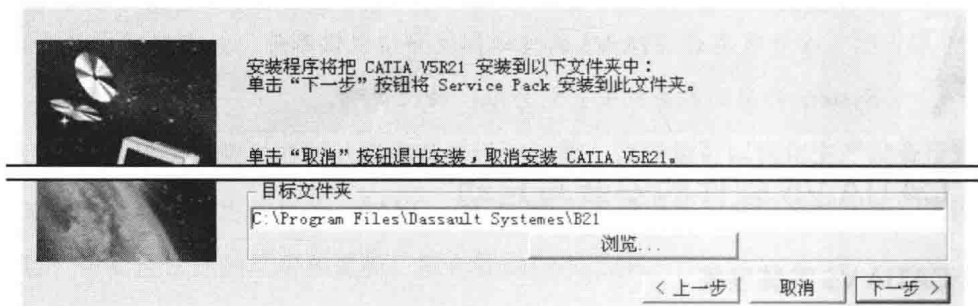 安装程序将把 CATIA V5R21 安装到以下文件夹中：
单击“下一步”按钮将 Service Pack 安装到此文件夹。
单击“取消”按钮退出安装，取消安装 CATIA V5R21。
目标文件夹
C:\Program Files\Dassault Systemes\B21
浏览...
< 上一步
取消
下一步 >